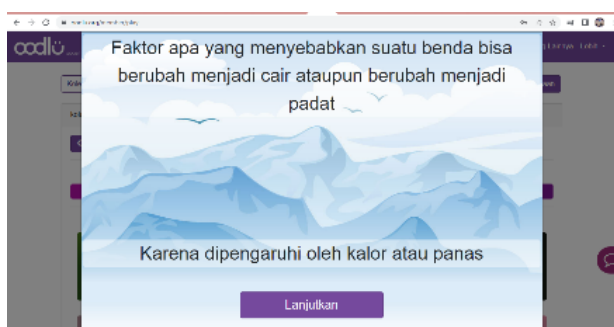 oodlü
Faktor apa yang menyebabkan suatu benda bisa
berubah menjadi cair ataupun berubah menjadi
padat
Karena dipengaruhi oleh kalor atau panas
Lanjutkan